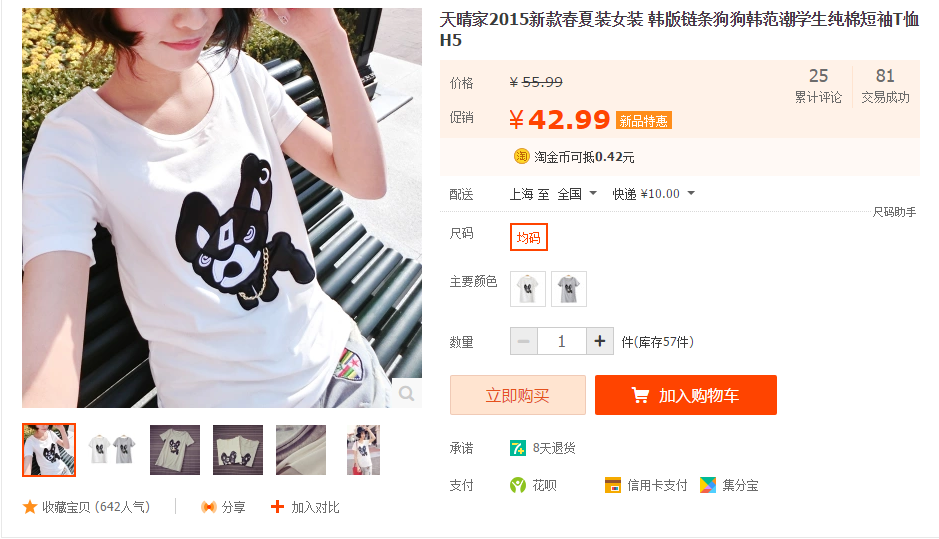 天晴家2015新款春夏装女装 韩版链条狗狗韩范潮学生纯棉短袖T恤
H5
价格
¥ 55.99
25
累计评论
81
交易成功
促销
¥42.99 新品特惠
淘 淘金币可抵0.42元
配送
上海 至 全国 快递 ¥10.00
尺码助手
尺码
均码
主要颜色
数量
1
件(库存57件)
立即购买
加入购物车
承诺
7+ 8天退货
支付
花呗
信用卡支付
集分宝
收藏宝贝 (642人气)
分享
加入对比